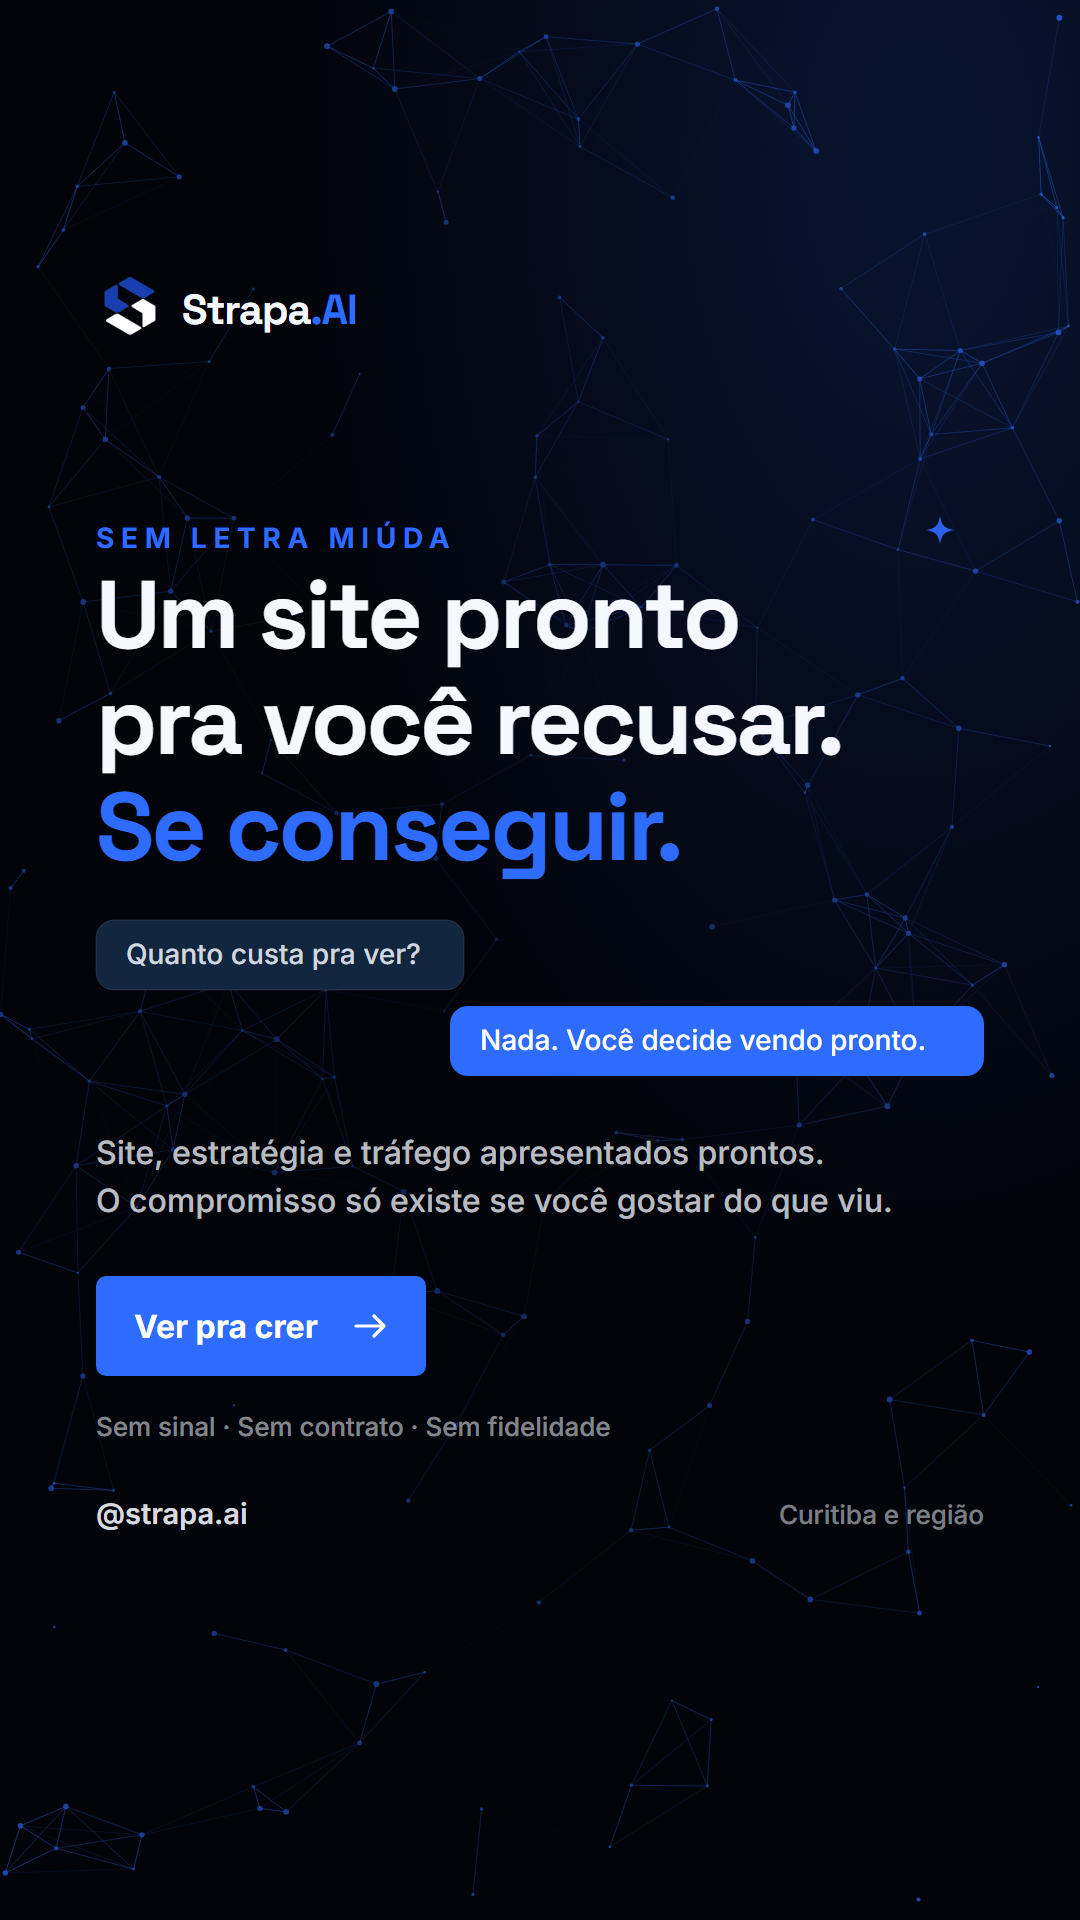 Strapa.AI
SEM LETRA MIÚDA
Um site pronto
pra você recusar.
Se conseguir.
Quanto custa pra ver?
Nada. Você decide vendo pronto.
Site, estratégia e tráfego apresentados prontos.
O compromisso só existe se você gostar do que viu.
Ver pra crer →
Sem sinal · Sem contrato · Sem fidelidade
@strapa.ai
Curitiba e região